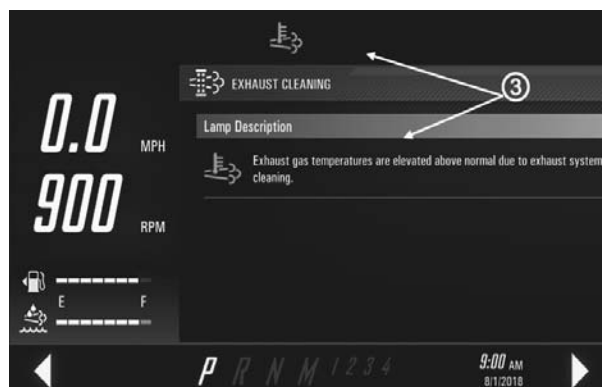 ③
EXHAUST CLEANING
0.0 MPH
Lamp Description
Exhaust gas temperatures are elevated above normal due to exhaust system
cleaning.
900 RPM
E F
P R N M 1 2 3 4
9:00 AM
8/1/2018